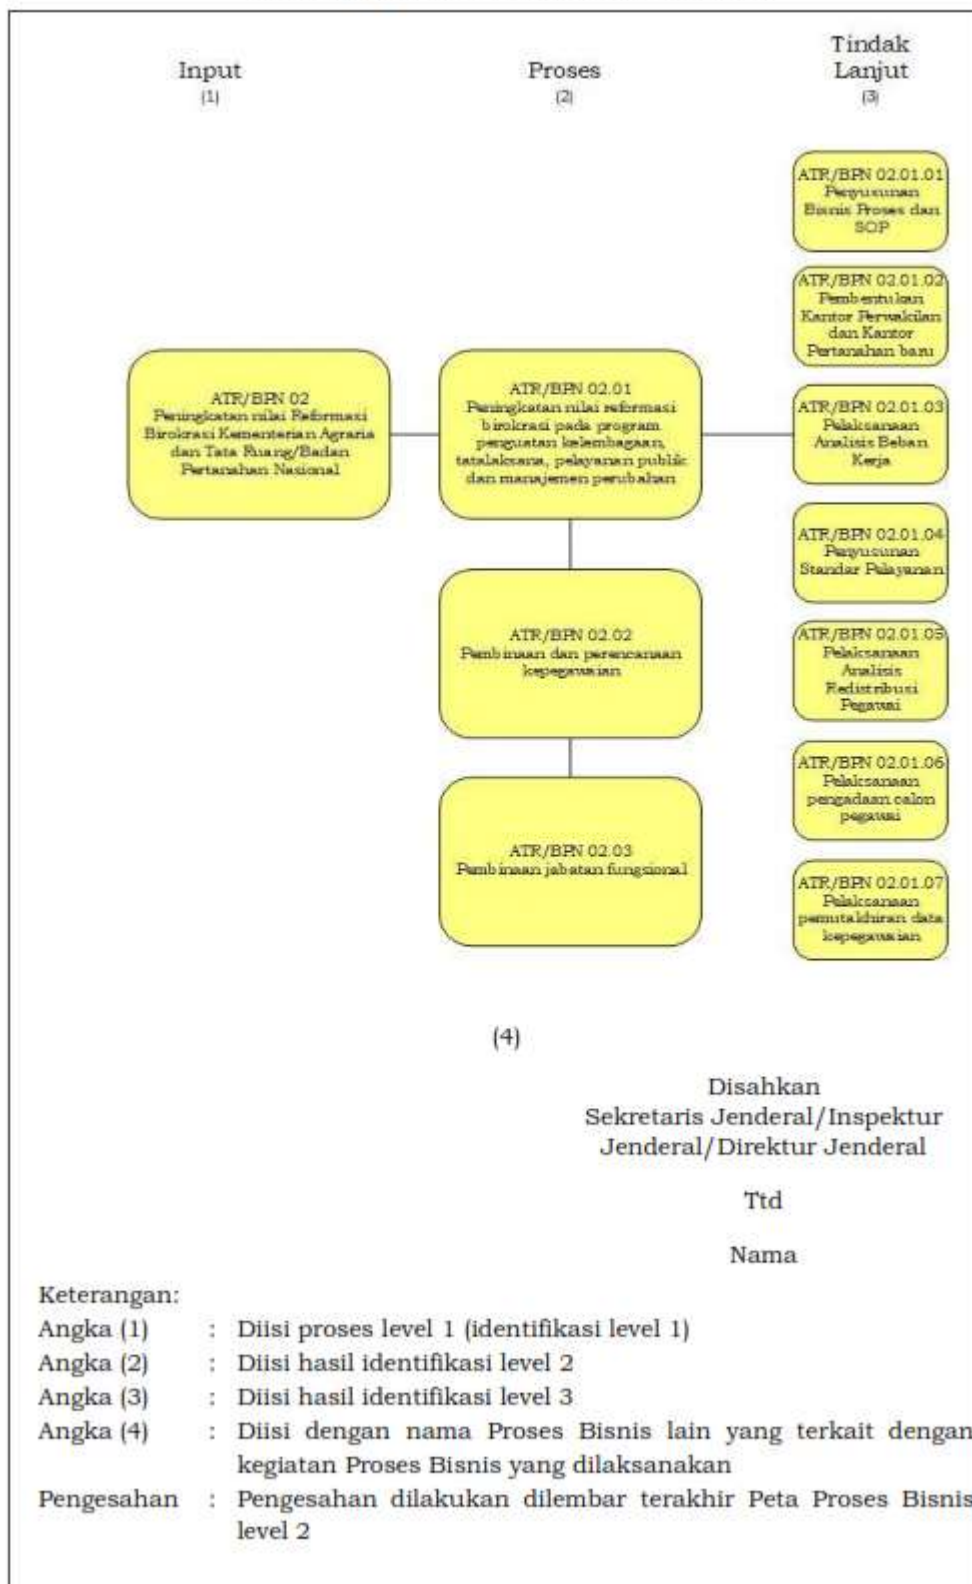 Input
(1)
Proses
(2)
Tindak
Lanjut
(3)
ATR/BPN 02
Peningkatan nilai Reformasi
Birokrasi Kementerian Agraria
dan Tata Ruang/Badan
Pertanahan Nasional
ATR/BPN 02.01
Peningkatan nilai reformasi
birokrasi pada program
penguatan kelembagaan,
tatalaksana, pelayanan publik
dan manajemen perubahan
ATR/BPN 02.02
Pembinaan dan perencanaan
kepegawaian
ATR/BPN 02.03
Pembinaan jabatan fungsional
ATR/BPN 02.01.01
Penyusunan
Bisnis Proses dan
SOP
ATR/BPN 02.01.02
Pembentukan
Kantor Perwakilan
dan Kantor
Pertanahan baru
ATR/BPN 02.01.03
Pelaksanaan
Analisis Beban
Kerja
ATR/BPN 02.01.04
Penyusunan
Standar Pelayanan
ATR/BPN 02.01.05
Pelaksanaan
Analisis
Redistribusi
Pegawai
ATR/BPN 02.01.06
Pelaksanaan
pengadaan calon
pegawai
ATR/BPN 02.01.07
Pelaksanaan
pemutakhiran data
kepegawaian
(4)
Disahkan
Sekretaris Jenderal/Inspektur
Jenderal/Direktur Jenderal
Ttd
Nama
Keterangan:
Angka (1) : Diisi proses level 1 (identifikasi level 1)
Angka (2) : Diisi hasil identifikasi level 2
Angka (3) : Diisi hasil identifikasi level 3
Angka (4) : Diisi dengan nama Proses Bisnis lain yang terkait dengan
kegiatan Proses Bisnis yang dilaksanakan
Pengesahan : Pengesahan dilakukan dilembar terakhir Peta Proses Bisnis
level 2